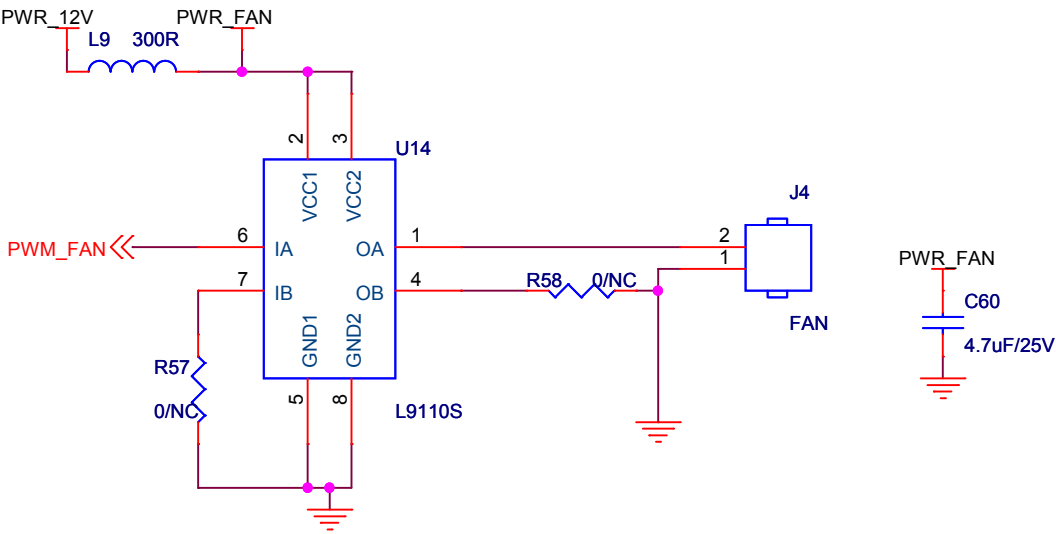 PWR_12V
PWR_FAN
L9 300R
2
3
U14
VCC1
VCC2
J4
PWM_FAN
6
IA
OA
1
2
1
PWR_FAN
7
IB
OB
4
R58 0/NC
C60
FAN
4.7uF/25V
GND1
GND2
R57
0/NC
5
8
L9110S